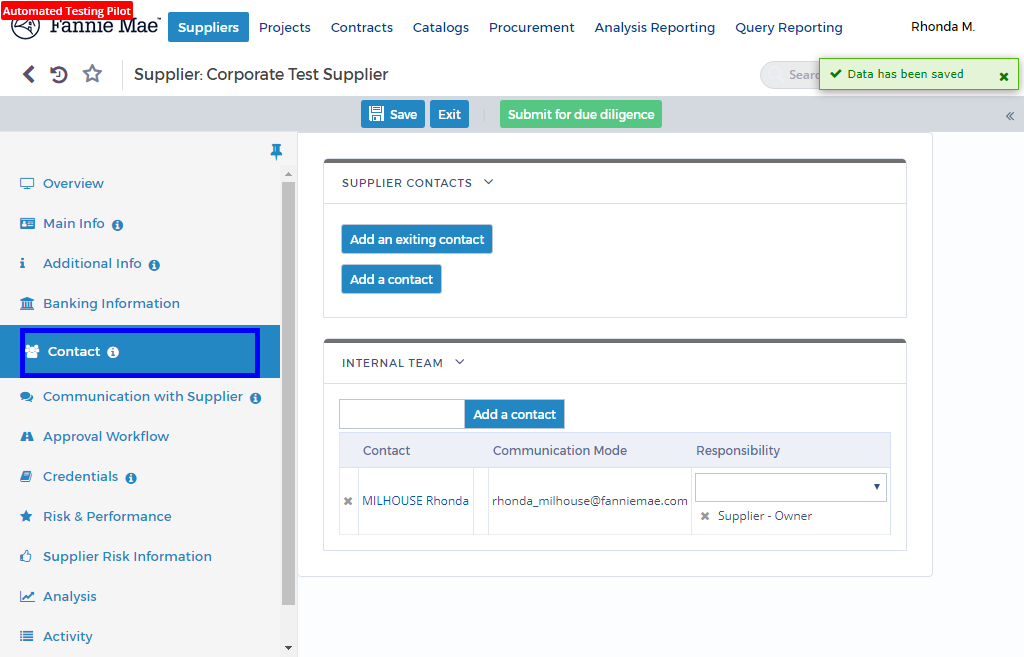 Automated Testing Pilot
Fannie Mae
Suppliers Projects Contracts Catalogs Procurement Analysis Reporting Query Reporting Rhonda M.
Supplier: Corporate Test Supplier
Sear
Data has been saved
Save Exit Submit for due diligence
Overview
Main Info
Additional Info
Banking Information
Contact
Communication with Supplier
Approval Workflow
Credentials
Risk & Performance
Supplier Risk Information
Analysis
Activity
SUPPLIER CONTACTS
Add an exiting contact
Add a contact
INTERNAL TEAM
Add a contact
Contact Communication Mode Responsibility
MILHOUSE Rhonda rhonda_milhouse@fanniemae.com
Supplier - Owner